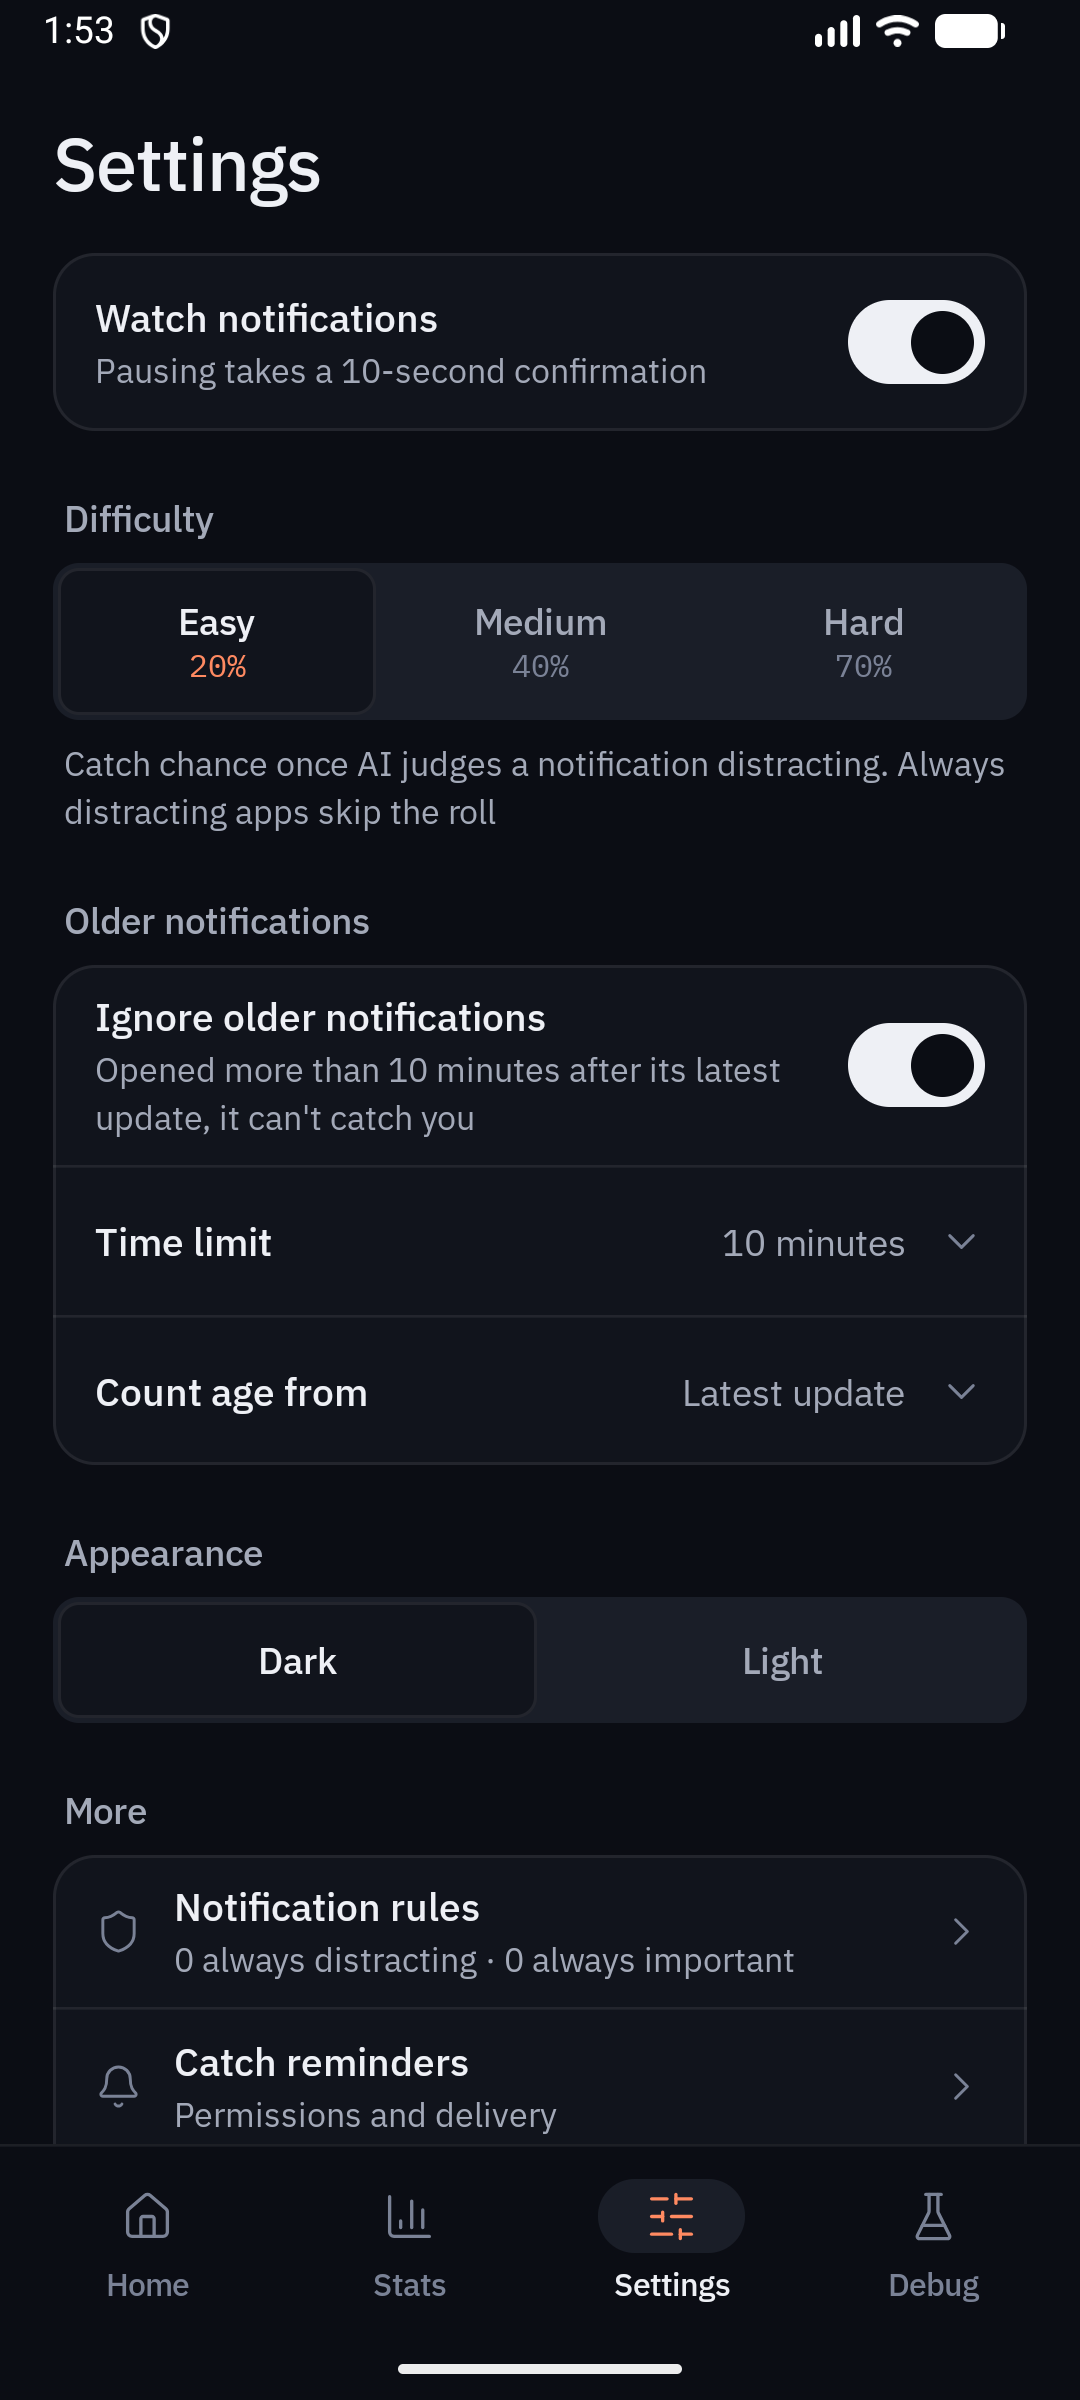 1:53
Settings
Watch notifications
Pausing takes a 10-second confirmation
Difficulty
Easy
20%
Medium
40%
Hard
70%
Catch chance once AI judges a notification distracting. Always
distracting apps skip the roll
Older notifications
Ignore older notifications
Opened more than 10 minutes after its latest
update, it can't catch you
Time limit
10 minutes
Count age from
Latest update
Appearance
Dark
Light
More
Notification rules
0 always distracting · 0 always important
Catch reminders
Permissions and delivery
Home
Stats
Settings
Debug